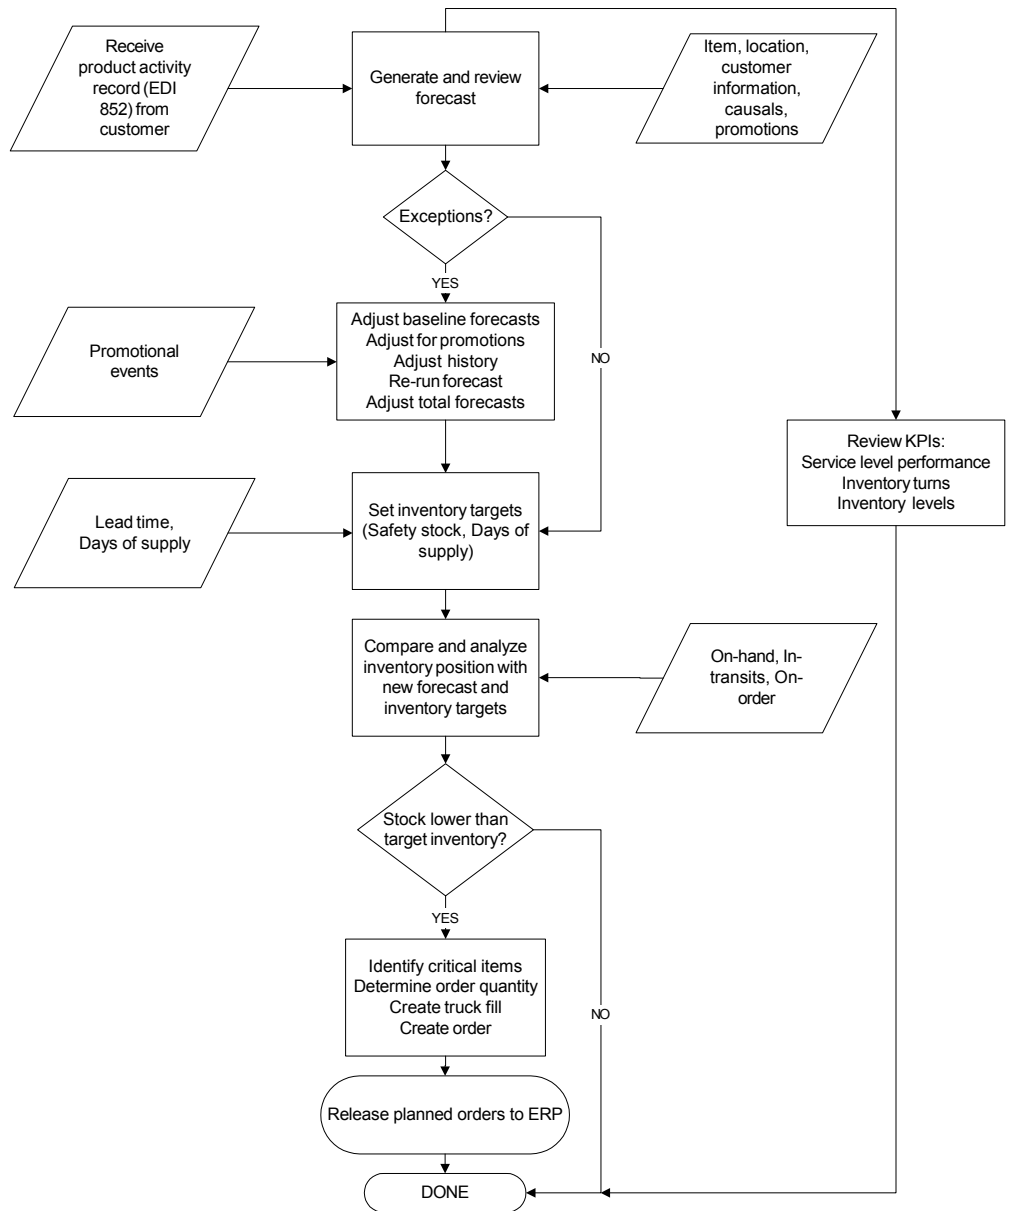 Receive
product activity
record (EDI
852) from
customer
Generate and review
forecast
Item, location,
customer
information,
causals,
promotions
Exceptions?
YES
NO
Promotional
events
Adjust baseline forecasts
Adjust for promotions
Adjust history
Re-run forecast
Adjust total forecasts
Review KPIs:
Service level performance
Inventory turns
Inventory levels
Lead time,
Days of supply
Set inventory targets
(Safety stock, Days of
supply)
Compare and analyze
inventory position with
new forecast and
inventory targets
On-hand, In-
transits, On-
order
Stock lower than
target inventory?
YES
NO
Identify critical items
Determine order quantity
Create truck fill
Create order
Release planned orders to ERP
DONE